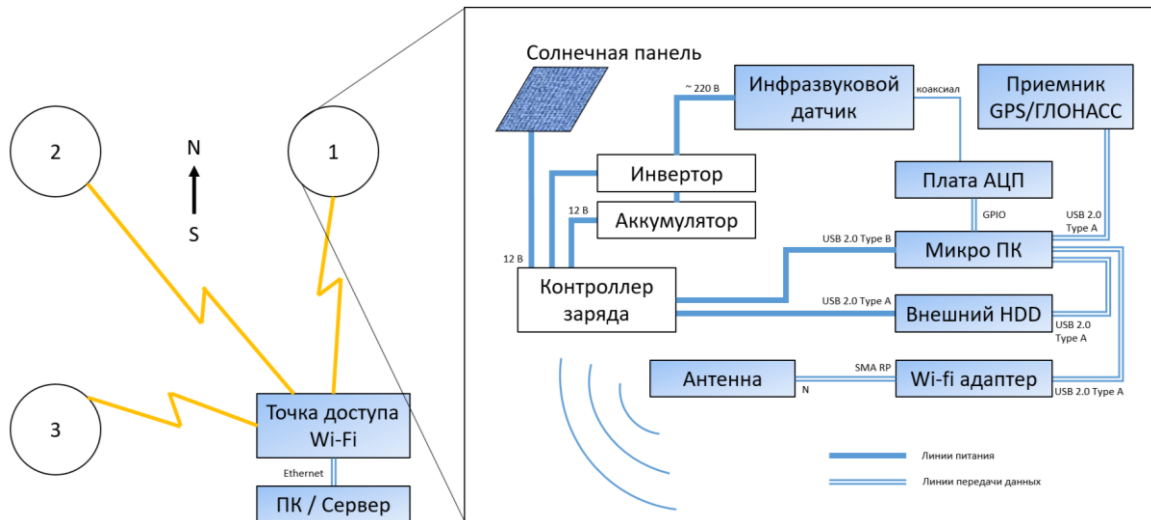 2
1
3
N
S
Точка доступа
Wi-Fi
Ethernet
ПК / Сервер
Солнечная панель
~ 220 В
Инфразвуковой
датчик
коаксиал
Приемник
GPS/ГЛОНАСС
Инвертор
Аккумулятор
12 В
12 В
Плата АЦП
GPIO
USB 2.0
Type A
USB 2.0 Type B
Микро ПК
Контроллер
заряда
USB 2.0 Type A
Внешний HDD
USB 2.0
Type A
Антенна
SMA RP
N
Wi-fi адаптер
USB 2.0 Type A
Линии питания
Линии передачи данных